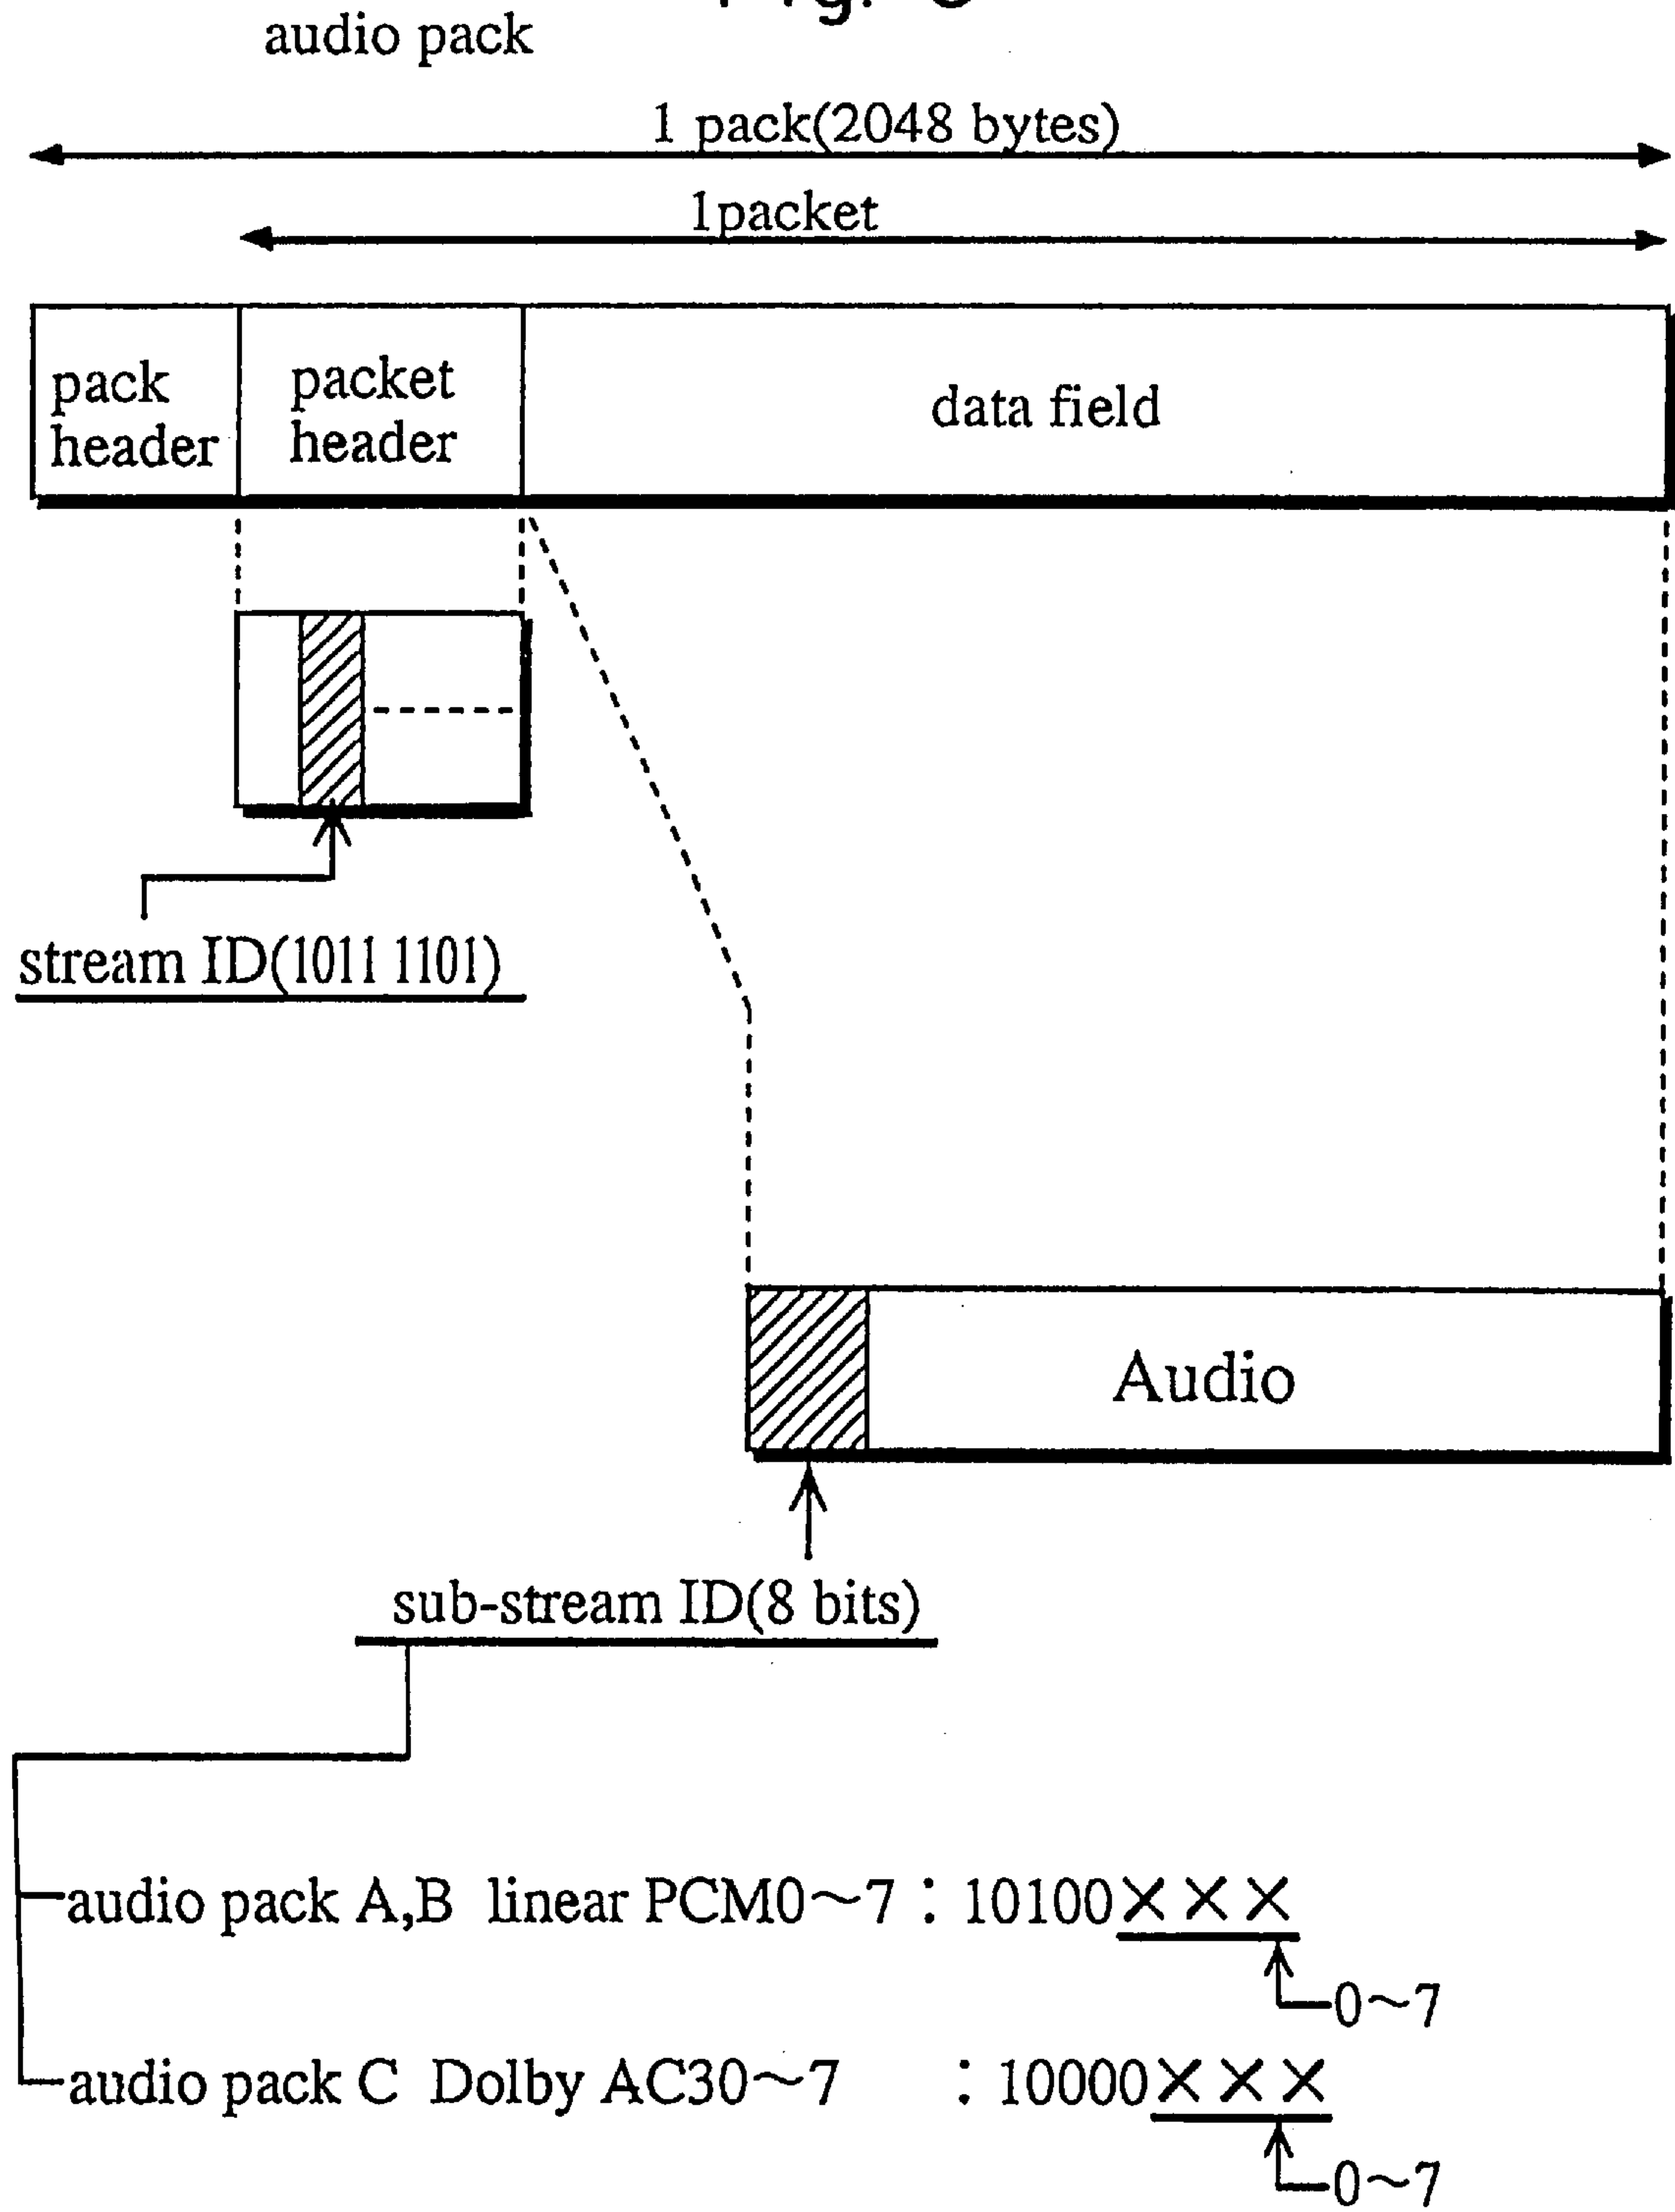 audio pack
1 pack(2048 bytes)
1packet
pack
header
packet
header
data field
stream ID(1011 1101)
Audio
sub-stream ID(8 bits)
audio pack A,B linear PCM0～7 : 10100×××
0～7
audio pack C Dolby AC30～7 : 10000×××
0～7